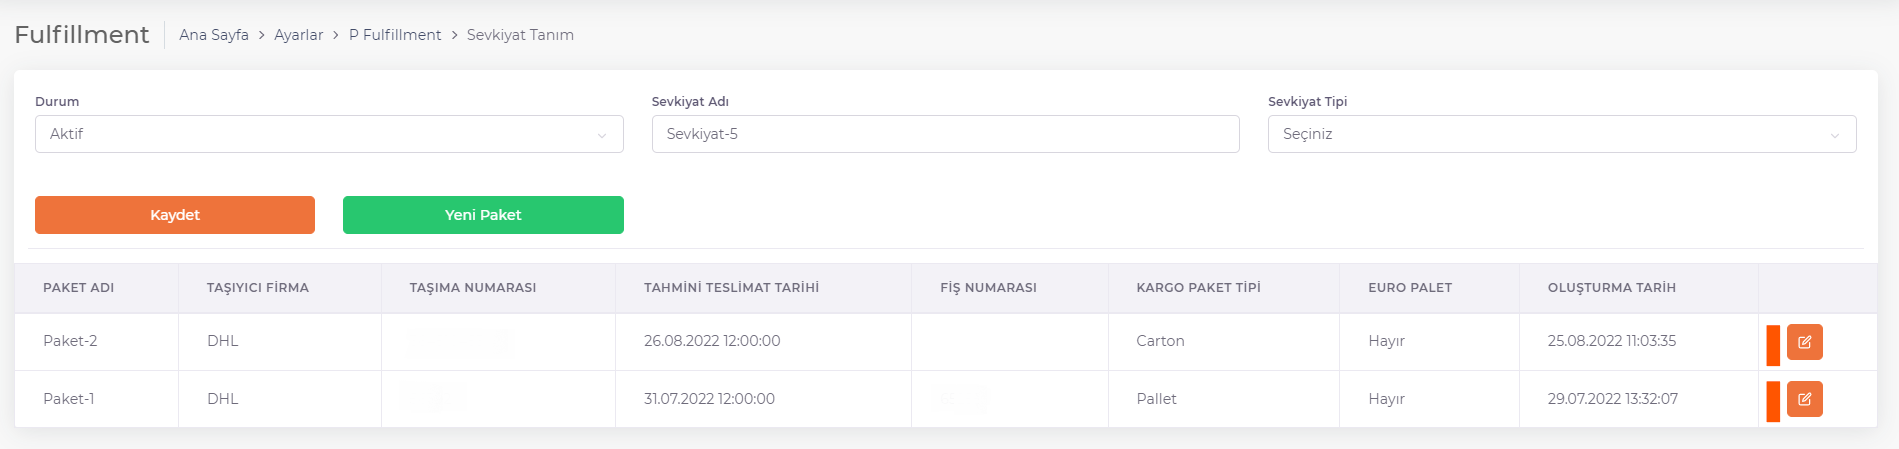 Fulfillment Ana Sayfa > Ayarlar > P Fulfillment > Sevkiyat Tanım
Durum Sevkiyat Adı Sevkiyat Tipi
Aktif Sevkiyat-5 Seçiniz
Kaydet Yeni Paket
PAKET ADI TAŞIYICI FİRMA TAŞIMA NUMARASI TAHMİNİ TESLİMAT TARİHİ FİŞ NUMARASI KARGO PAKET TİPİ EURO PALET OLUŞTURMA TARİH
Paket-2 DHL 26.08.2022 12:00:00 Carton Hayır 25.08.2022 11:03:35
Paket-1 DHL 31.07.2022 12:00:00 Pallet Hayır 29.07.2022 13:32:07